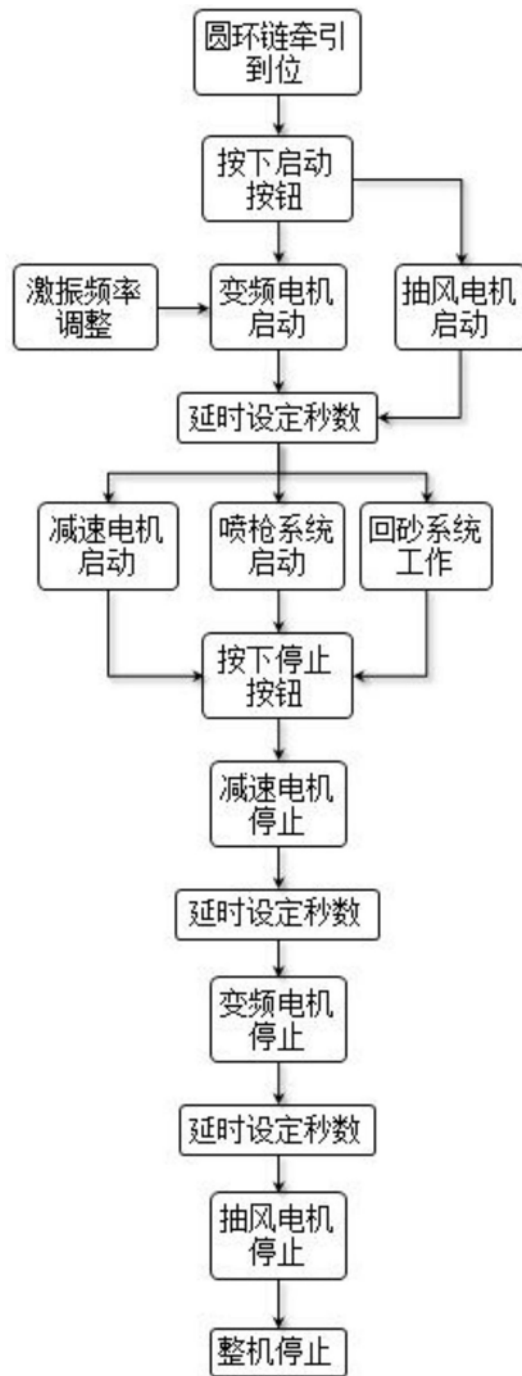 圆环链牵引
到位
按下启动
按钮
激振频率
调整
变频电机
启动
抽风电机
启动
延时设定秒数
减速电机
启动
喷枪系统
启动
回砂系统
工作
按下停止
按钮
减速电机
停止
延时设定秒数
变频电机
停止
延时设定秒数
抽风电机
停止
整机停止